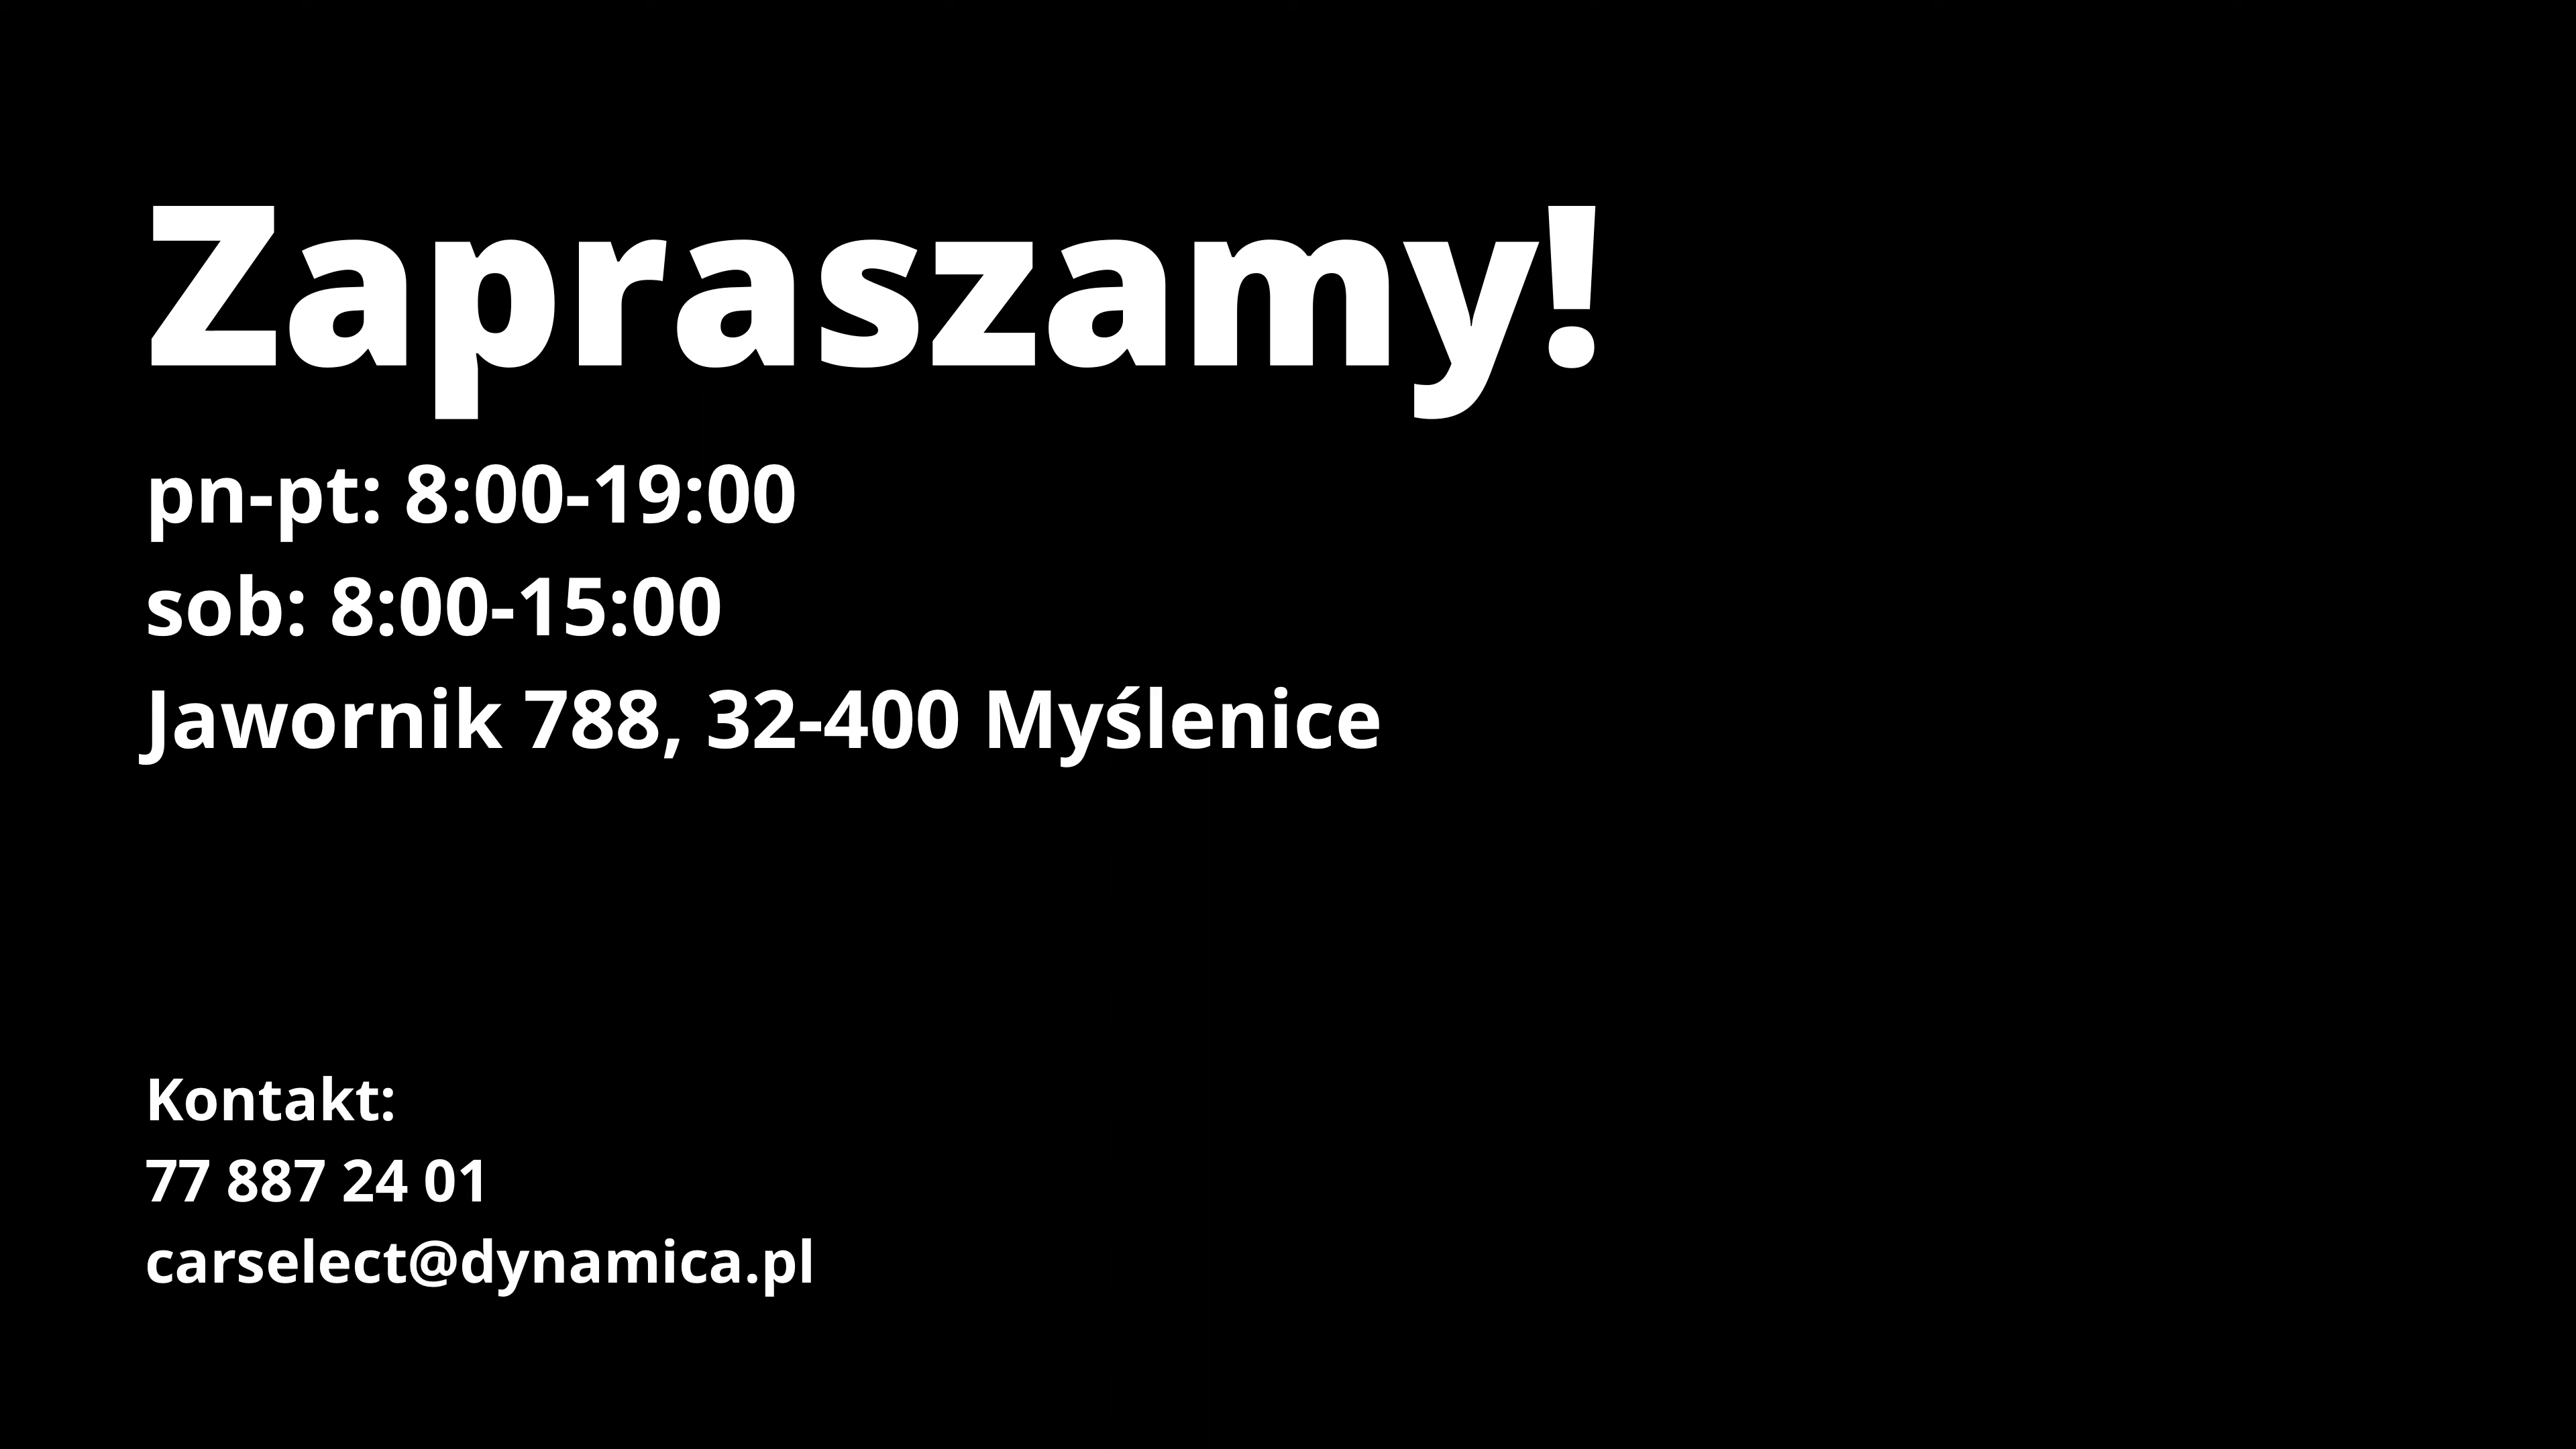 Zapraszamy!
pn-pt: 8:00-19:00
sob: 8:00-15:00
Jawornik 788, 32-400 Myślenice
Kontakt:
77 887 24 01
carselect@dynamica.pl